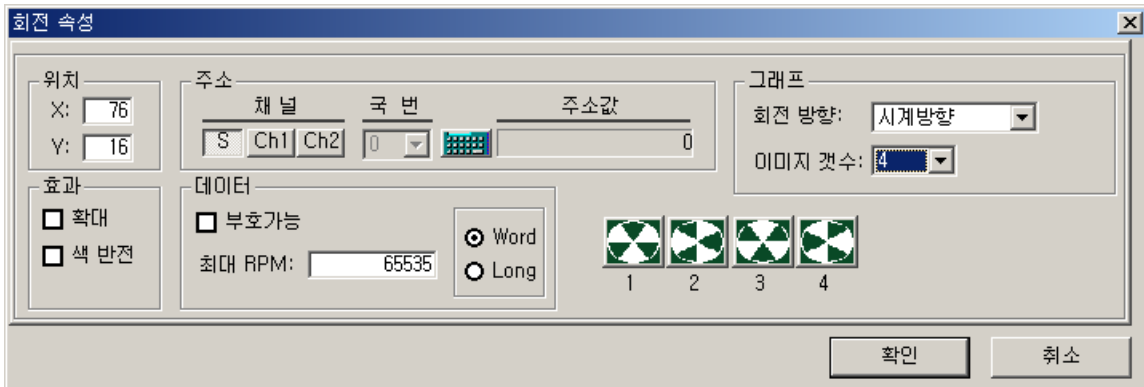 회전 속성
위치
X: 76
Y: 16
주소
채 널 국 번 주소값
S Ch1 Ch2 0 0
그래프
회전 방향: 시계방향
이미지 갯수: 4
효과
확대
색 반전
데이터
부호가능
최대 RPM: 65535
Word
Long
1 2 3 4
확인 취소